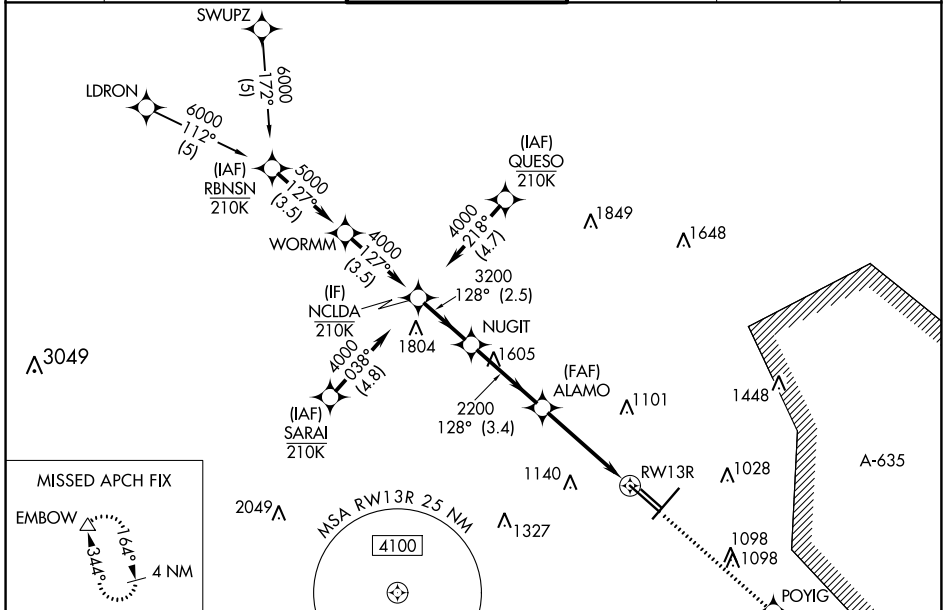 SWUPZ
6000
172°
(5)
LDRON
6000
112°
(5)
(IAF)
RBNSN
210K
5000
127°
(3.5)
(IAF)
QUESO
210K
4000
218°
(4.7)
1849
1648
WORMM
4000
127°
(3.5)
3200
128° (2.5)
(IF)
NCLDA
210K
1804
NUGIT
1605
3049
4000
038°
(4.8)
(IAF)
SARAI
210K
(FAF)
ALAMO
2200
128° (3.4)
1101
1448
A-635
1140
RW13R
1028
MISSED APCH FIX
EMBOW
164°
344°
4 NM
2049
MSA RW13R 25 NM
4100
1327
1098
1098
POYIG